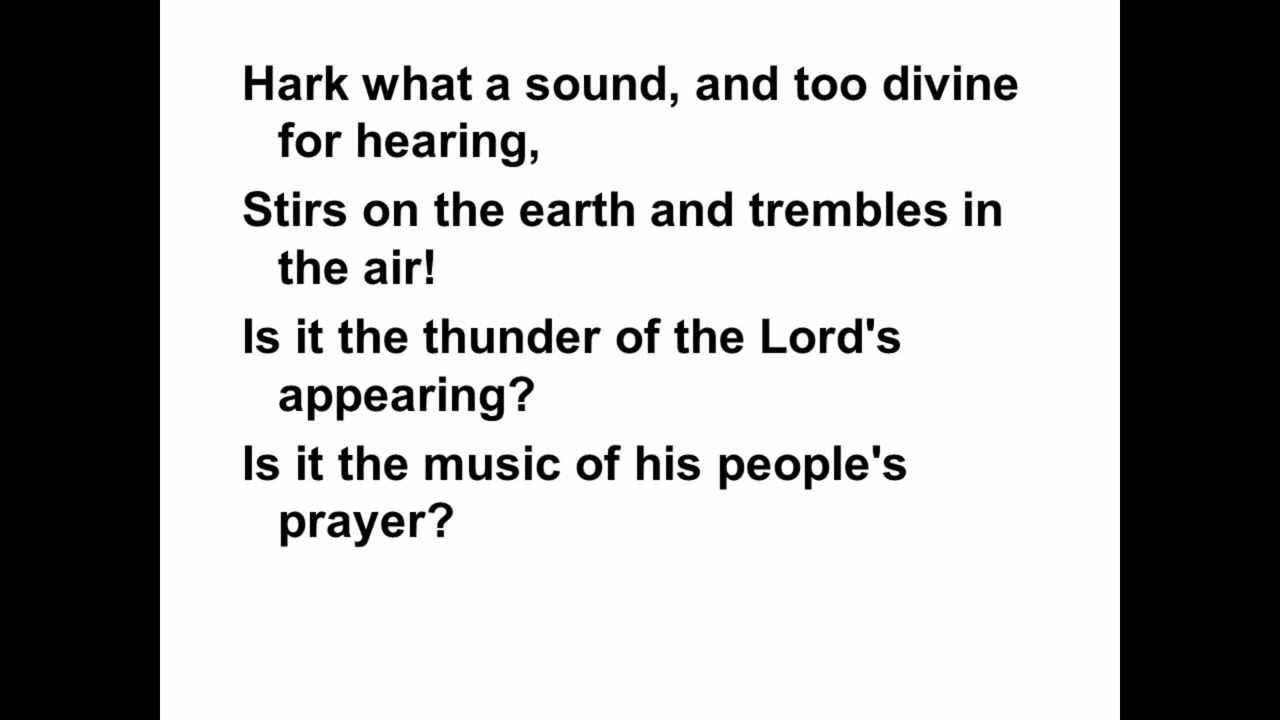 Hark what a sound, and too divine
for hearing,
Stirs on the earth and trembles in
the air!
Is it the thunder of the Lord's
appearing?
Is it the music of his people's
prayer?